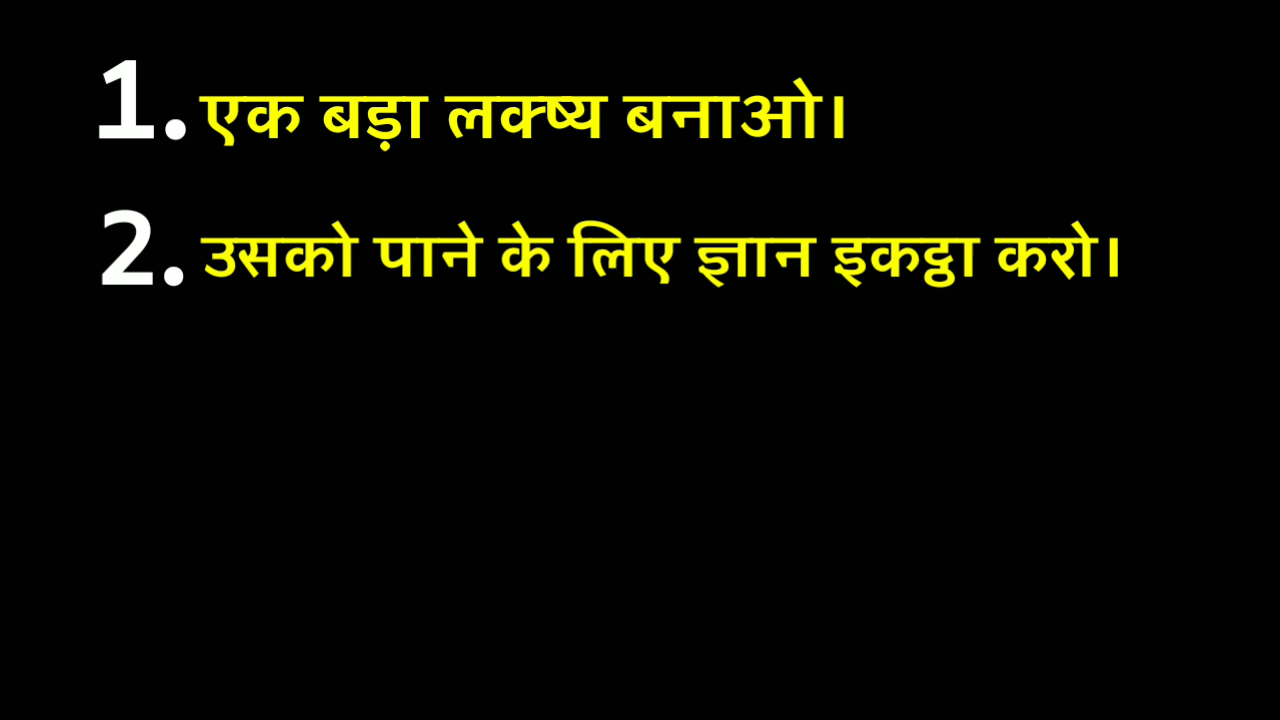 1. एक बड़ा लक्ष्य बनाओ।
2. उसको पाने के लिए ज्ञान इकट्ठा करो।